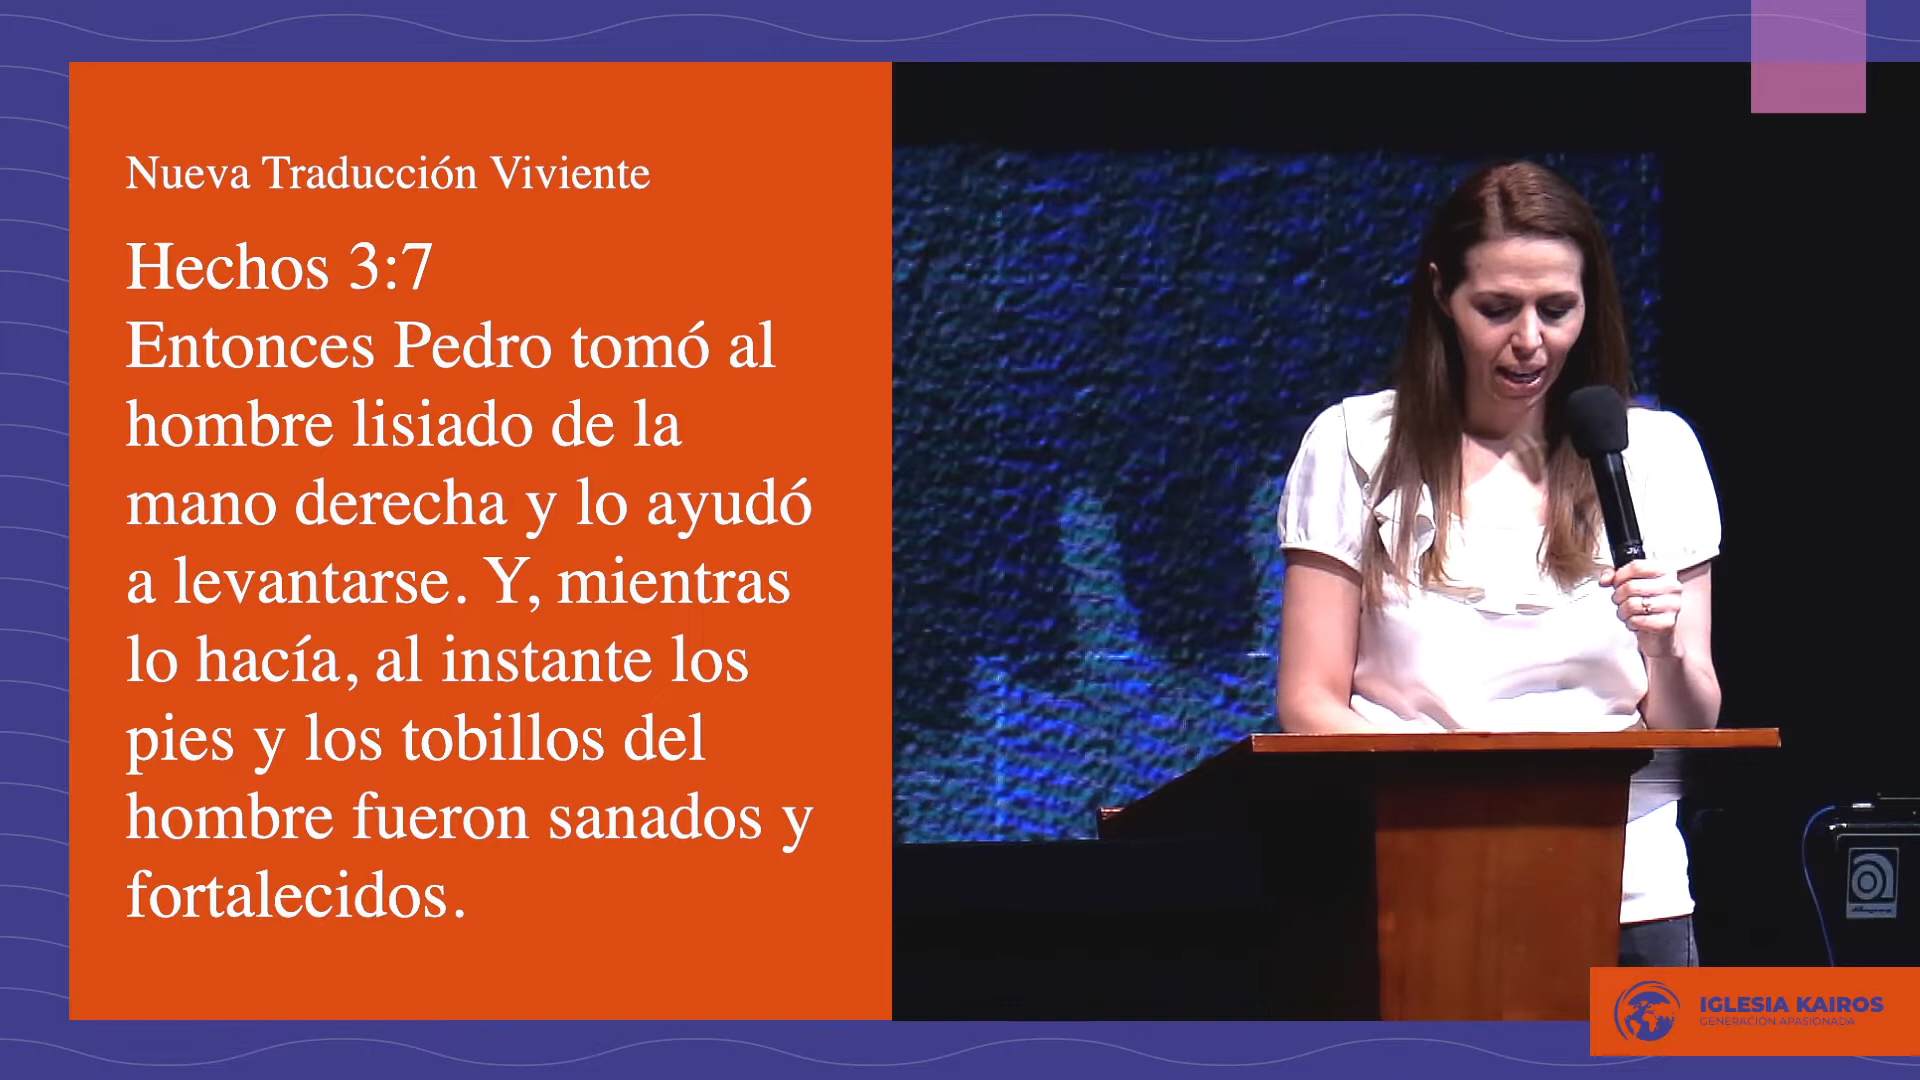 Nueva Traducción Viviente
Hechos 3:7
Entonces Pedro tomó al
hombre lisiado de la
mano derecha y lo ayudó
a levantarse. Y, mientras
lo hacía, al instante los
pies y los tobillos del
hombre fueron sanados y
fortalecidos.
IGLESIA KAIROS
GENERACIÓN APASIONADA